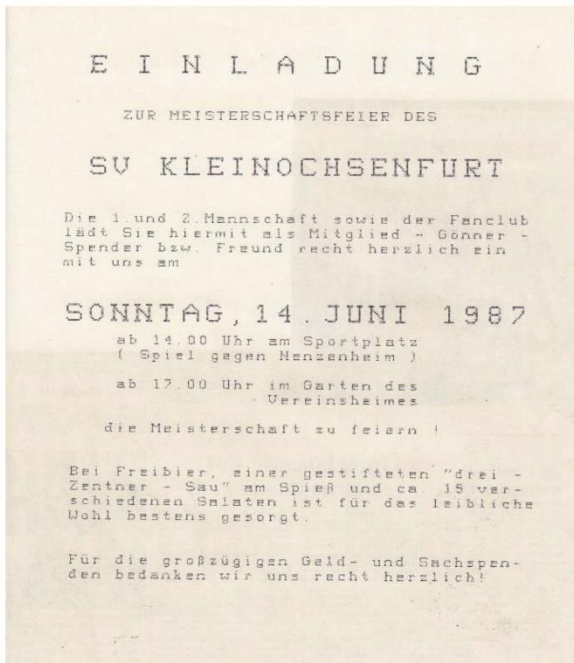 E I N L A D U N G
ZUR MEISTERSCHAFTSFEIER DES
SV KLEINOCHSENFURT
Die 1.und 2.Mannschaft sowie der Fanclub
lädt Sie hiermit als Mitglied - Gönner -
Spender bzw. Freund recht herzlich ein
mit uns am
SONNTAG,14.JUNI 1987
ab 14.00 Uhr am Sportplatz
( Spiel gegen Nenzenheim )
ab 17.00 Uhr im Garten des
Vereinsheimes
die Meisterschaft zu feiern !
Bei Freibier, einer gestifteten "drei -
Zentner - Sau" am Spieß und ca. 15 ver-
schiedenen Salaten ist für das leibliche
Wohl bestens gesorgt.
Für die großzügigen Geld- und Sachspen-
den bedanken wir uns recht herzlich!